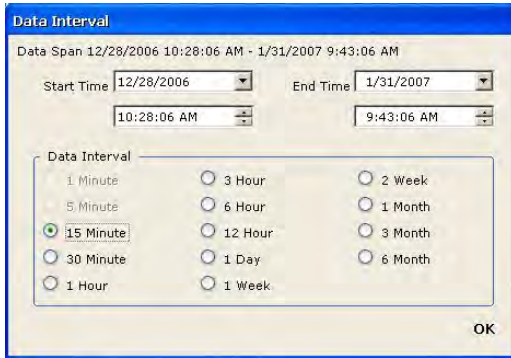 Data Interval
Data Span 12/28/2006 10:28:06 AM - 1/31/2007 9:43:06 AM
Start Time 12/28/2006 End Time 1/31/2007
10:28:06 AM 9:43:06 AM
Data Interval
1 Minute 3 Hour 2 Week
5 Minute 6 Hour 1 Month
15 Minute 12 Hour 3 Month
30 Minute 1 Day 6 Month
1 Hour 1 Week
OK